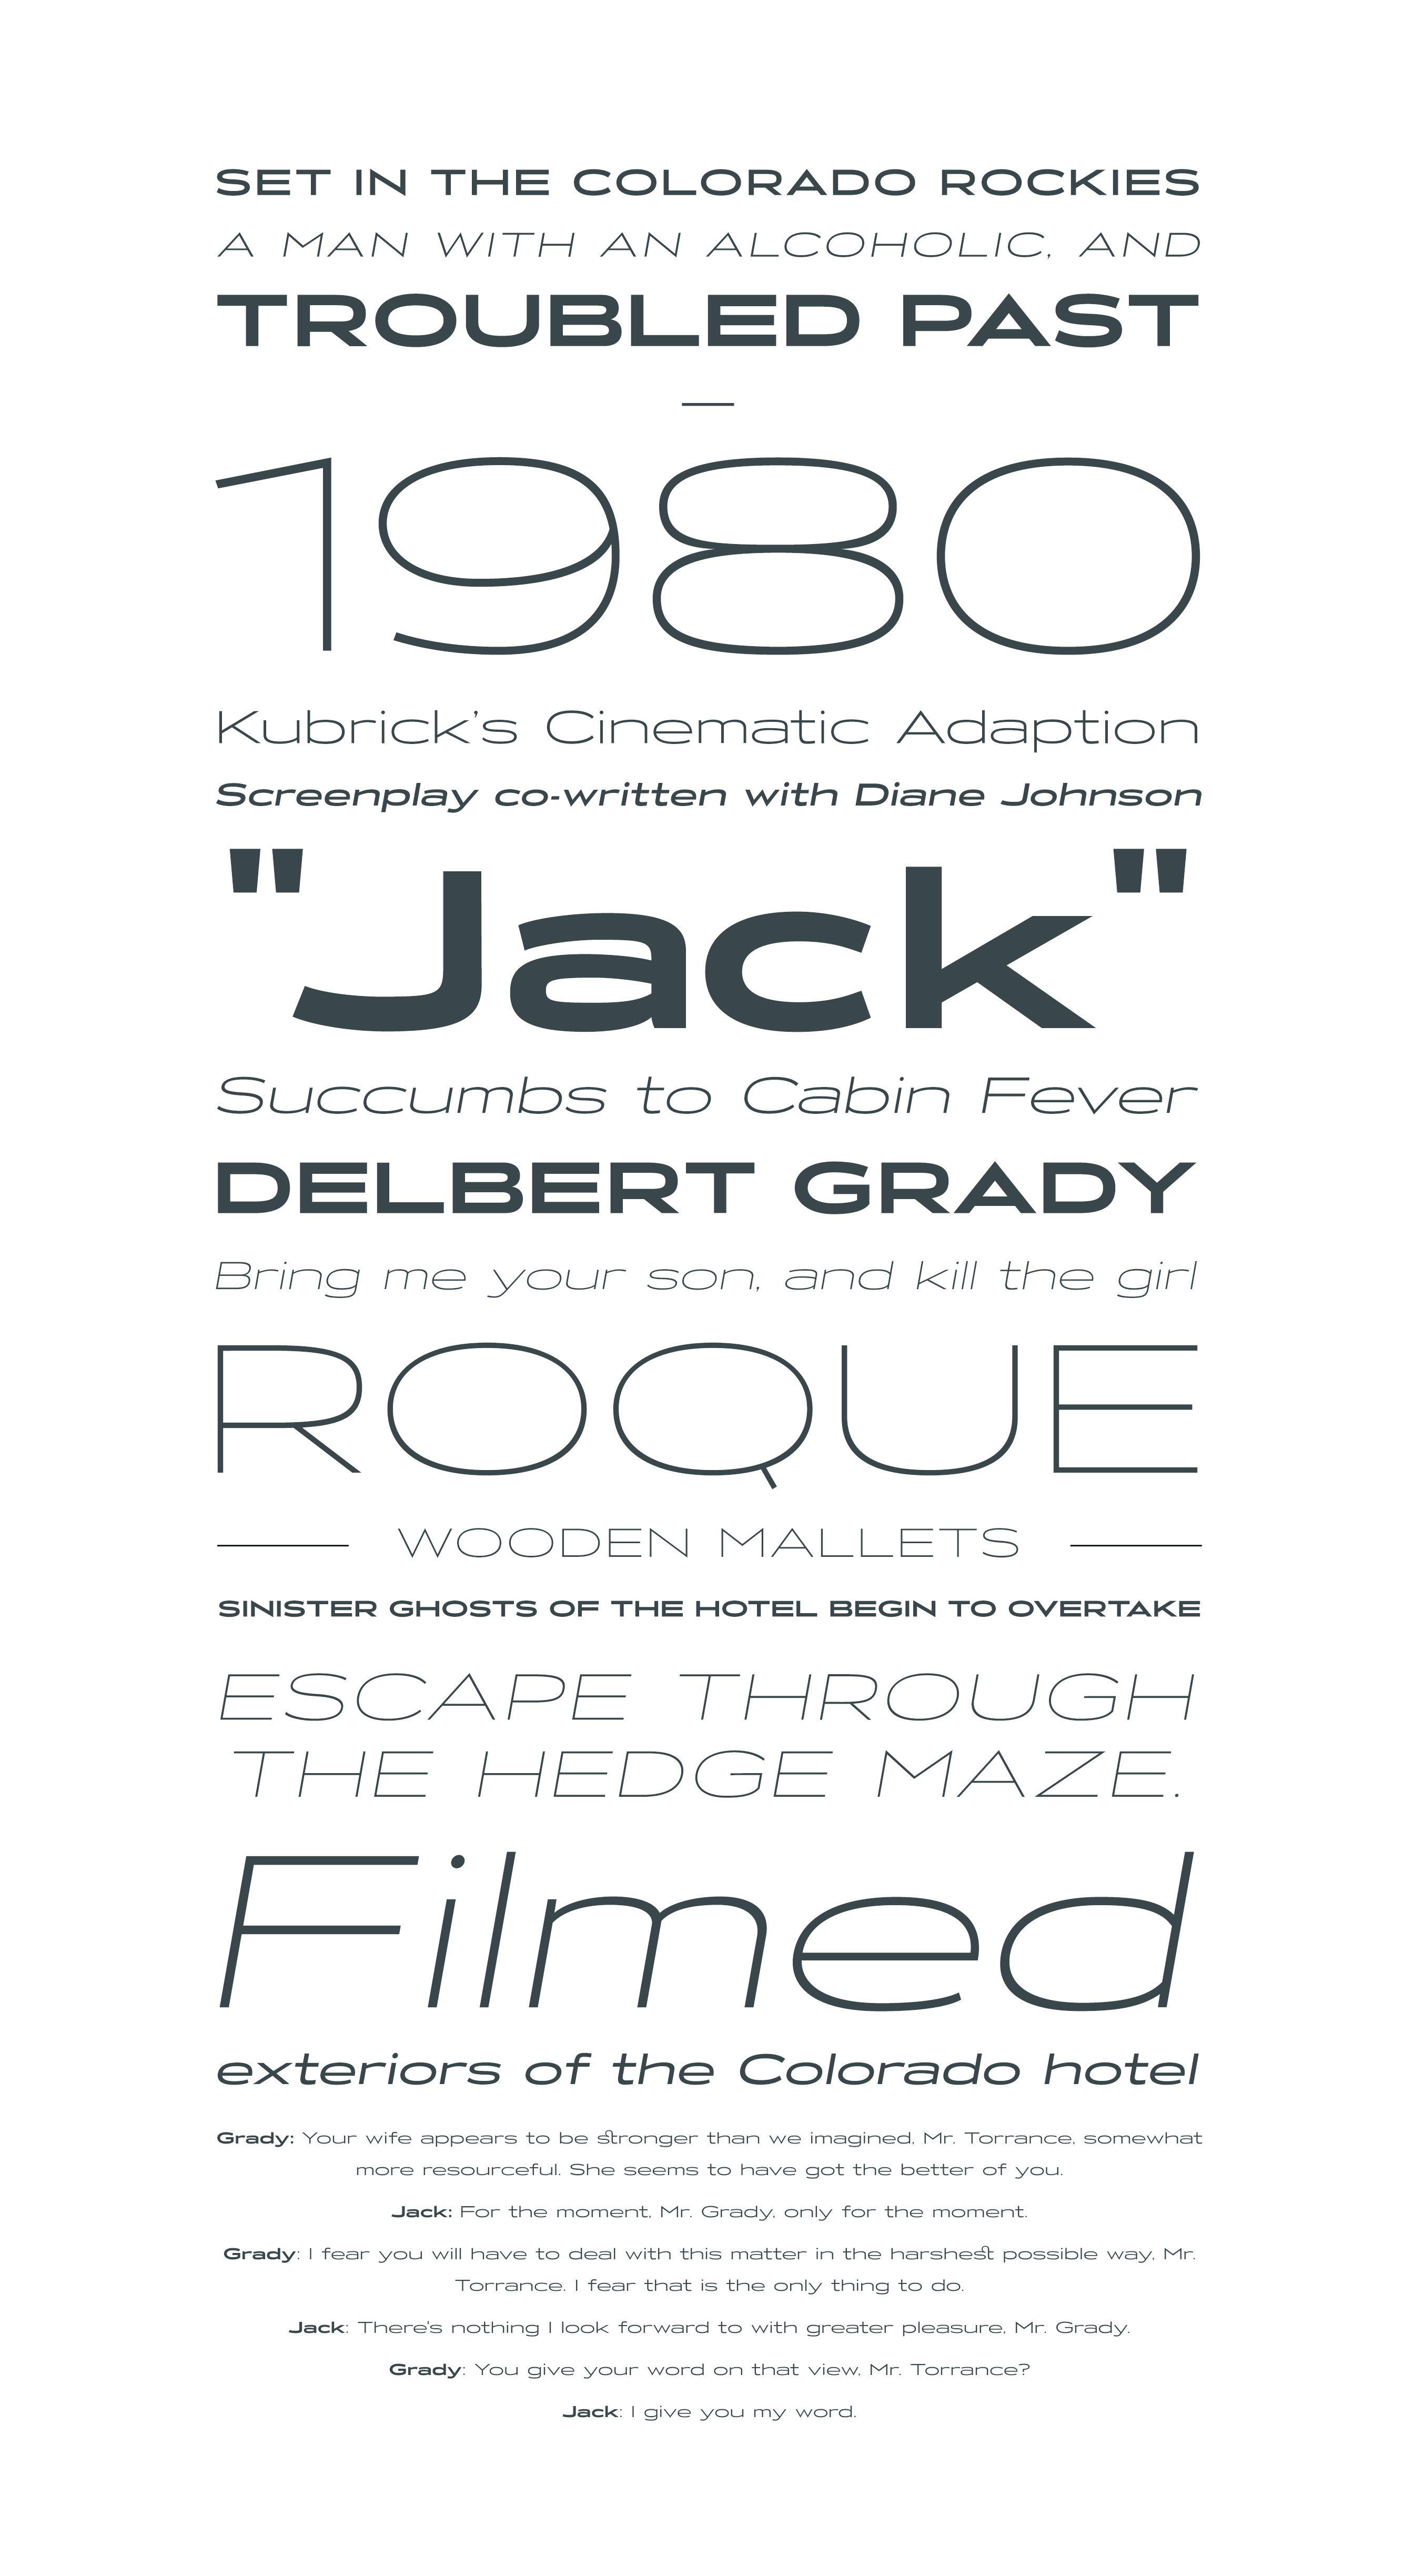 SET IN THE COLORADO ROCKIES
A MAN WITH AN ALCOHOLIC, AND
TROUBLED PAST
—
1980
Kubrick's Cinematic Adaption
Screenplay co-written with Diane Johnson
"Jack"
Succumbs to Cabin Fever
DELBERT GRADY
Bring me your son, and kill the girl
ROQUE
WOODEN MALLETS
SINISTER GHOSTS OF THE HOTEL BEGIN TO OVERTAKE
ESCAPE THROUGH
THE HEDGE MAZE.
Filmed
exteriors of the Colorado hotel
Grady: Your wife appears to be stronger than we imagined, Mr. Torrance, somewhat
more resourceful. She seems to have got the better of you.
Jack: For the moment, Mr. Grady, only for the moment.
Grady: I fear you will have to deal with this matter in the harshest possible way, Mr.
Torrance. I fear that is the only thing to do.
Jack: There's nothing I look forward to with greater pleasure, Mr. Grady.
Grady: You give your word on that view, Mr. Torrance?
Jack: I give you my word.